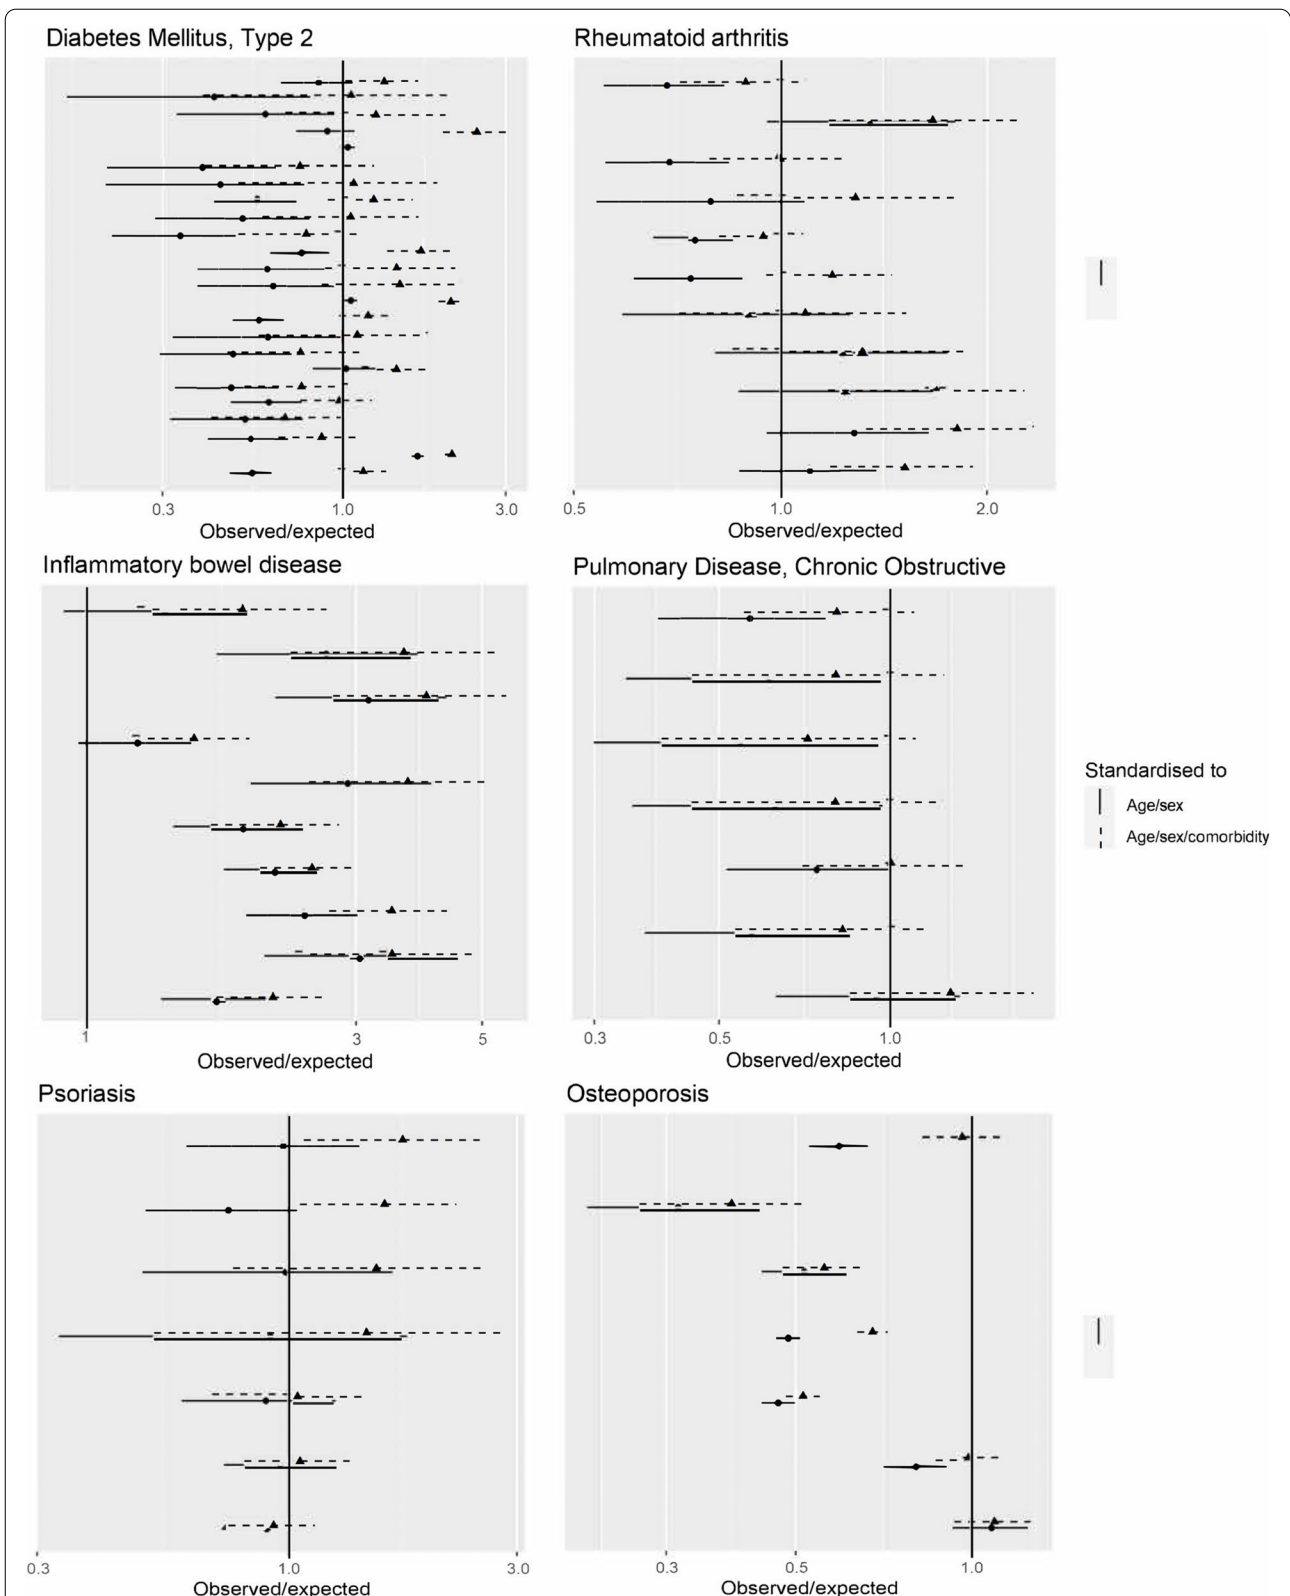 Diabetes Mellitus, Type 2
0.3 1.0 3.0
Observed/expected
Rheumatoid arthritis
0.5 1.0 2.0
Observed/expected
Inflammatory bowel disease
1 3 5
Observed/expected
Pulmonary Disease, Chronic Obstructive
0.3 0.5 1.0
Observed/expected
Standardised to
Age/sex
Age/sex/comorbidity
Psoriasis
0.3 1.0 3.0
Observed/expected
Osteoporosis
0.3 0.5 1.0
Observed/expected